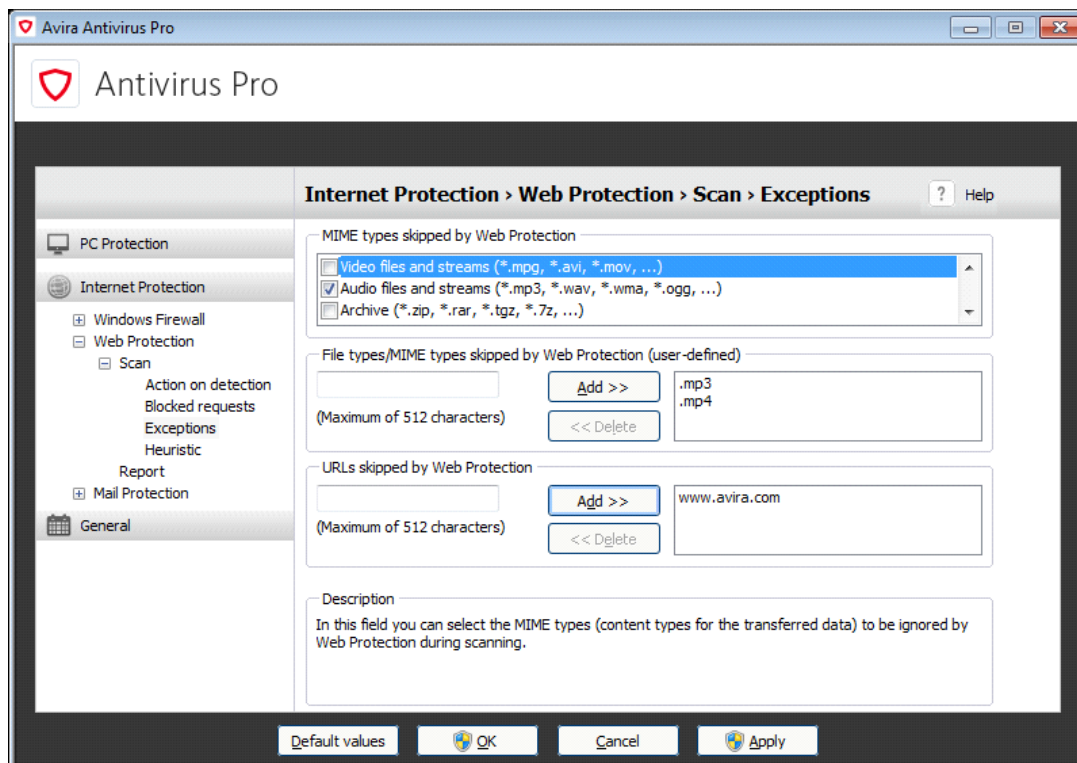 Avira Antivirus Pro
Antivirus Pro
Internet Protection › Web Protection › Scan › Exceptions
? Help
PC Protection
Internet Protection
Windows Firewall
Web Protection
Scan
Action on detection
Blocked requests
Exceptions
Heuristic
Report
Mail Protection
General
MIME types skipped by Web Protection
Video files and streams (*.mpg, *.avi, *.mov, ...)
Audio files and streams (*.mp3, *.wav, *.wma, *.ogg, ...)
Archive (*.zip, *.rar, *.tgz, *.7z, ...)
File types/MIME types skipped by Web Protection (user-defined)
Add >>
.mp3
.mp4
(Maximum of 512 characters)
<< Delete
URLs skipped by Web Protection
Add >>
www.avira.com
(Maximum of 512 characters)
<< Delete
Description
In this field you can select the MIME types (content types for the transferred data) to be ignored by
Web Protection during scanning.
Default values
OK
Cancel
Apply